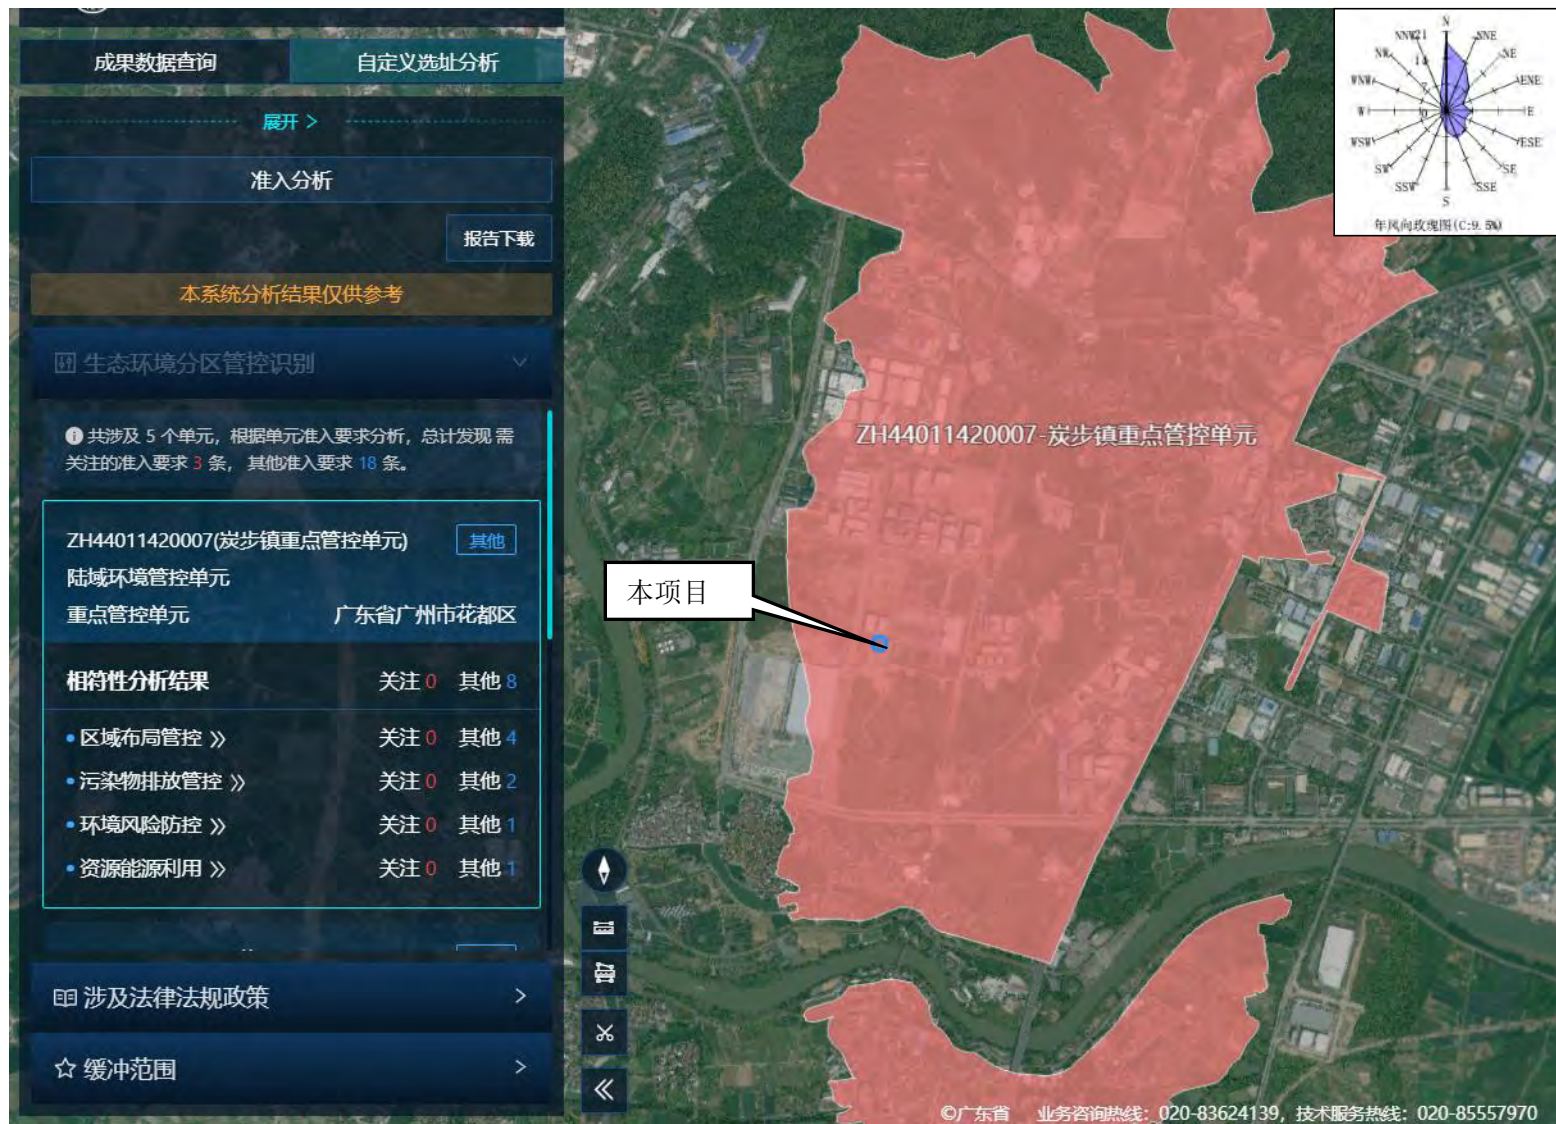 成果数据查询 自定义选址分析
展开 >
准入分析
报告下载
本系统分析结果仅供参考
生态环境分区管控识别
共涉及 5 个单元，根据单元准入要求分析，总计发现 需
关注的准入要求 3 条， 其他准入要求 18 条。
ZH44011420007(炭步镇重点管控单元) 其他
陆域环境管控单元
重点管控单元 广东省广州市花都区
相符性分析结果 关注 0 其他 8
区域布局管控 》 关注 0 其他 4
污染物排放管控 》 关注 0 其他 2
环境风险防控 》 关注 0 其他 1
资源能源利用 》 关注 0 其他 1
涉及法律法规政策 >
缓冲范围 >
ZH44011420007-炭步镇重点管控单元
本项目
N
NNW 21 NNE
NW 14 NE
WNW 7 ENE
W 0 E
WSW ESE
SW SE
SSW SSE
S
年风向玫瑰图(C:9.5%)
©广东省 业务咨询热线：020-83624139，技术服务热线：020-85557970